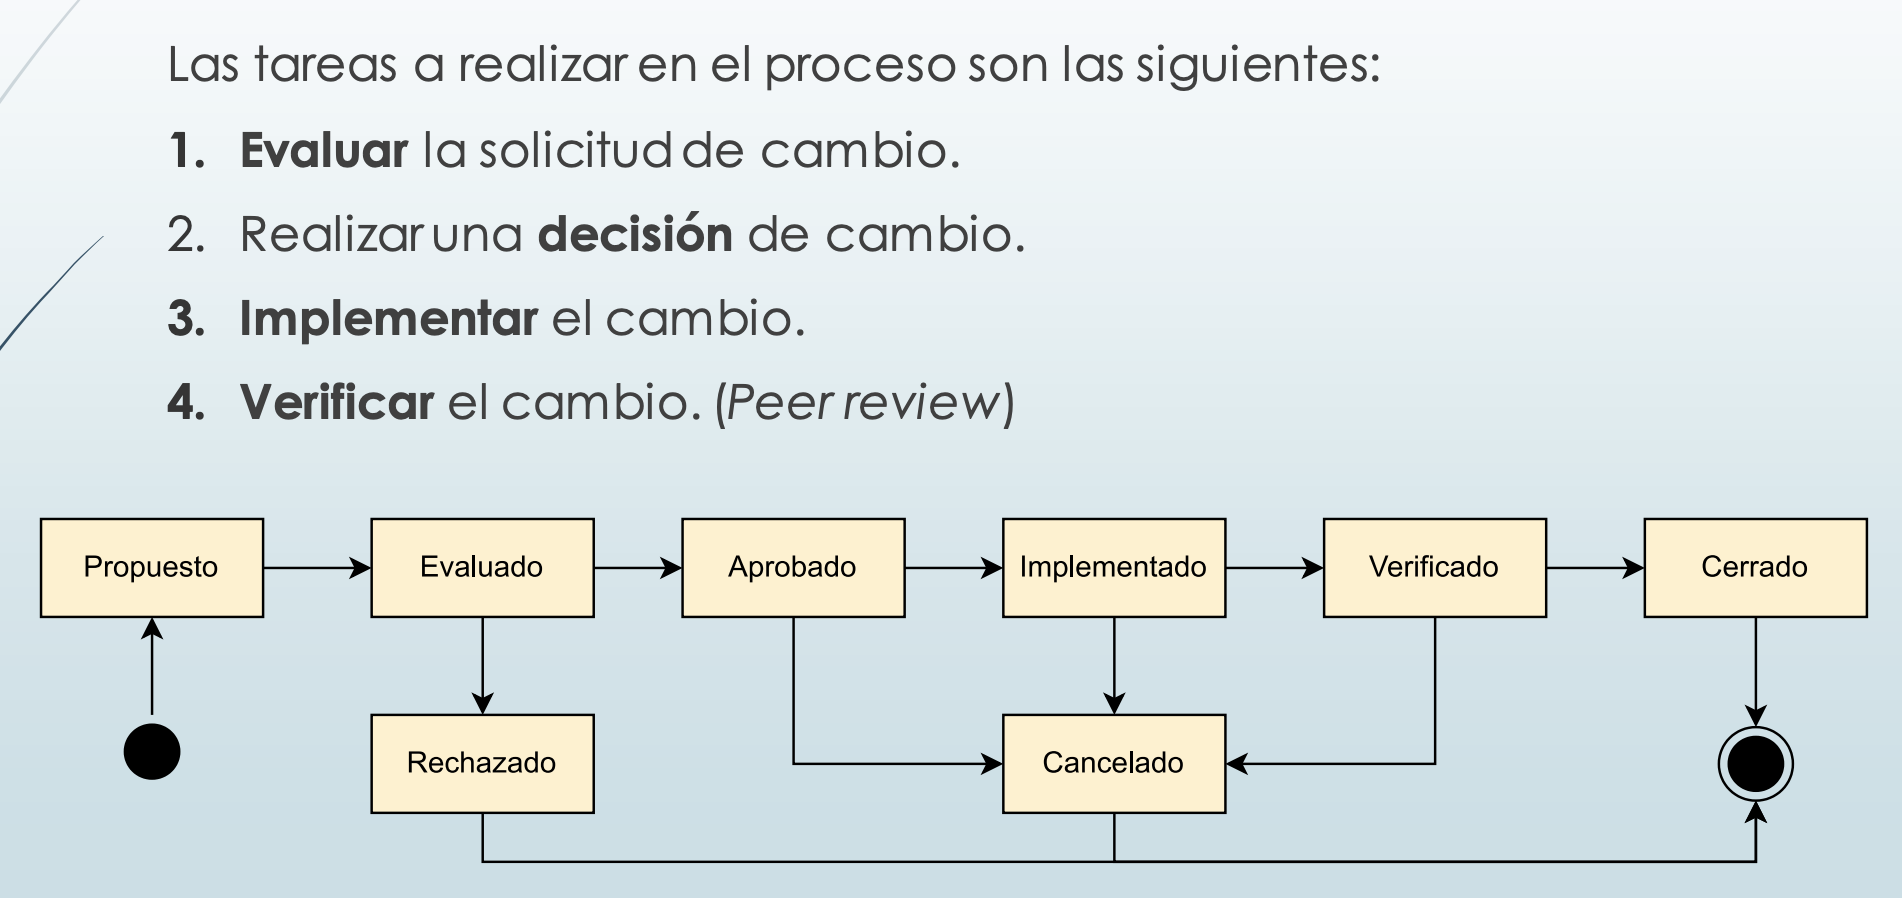 Las tareas a realizar en el proceso son las siguientes:
1. Evaluar la solicitud de cambio.
2. Realizar una decisión de cambio.
3. Implementar el cambio.
4. Verificar el cambio. (Peer review)
Propuesto
Evaluado
Aprobado
Implementado
Verificado
Cerrado
Rechazado
Cancelado